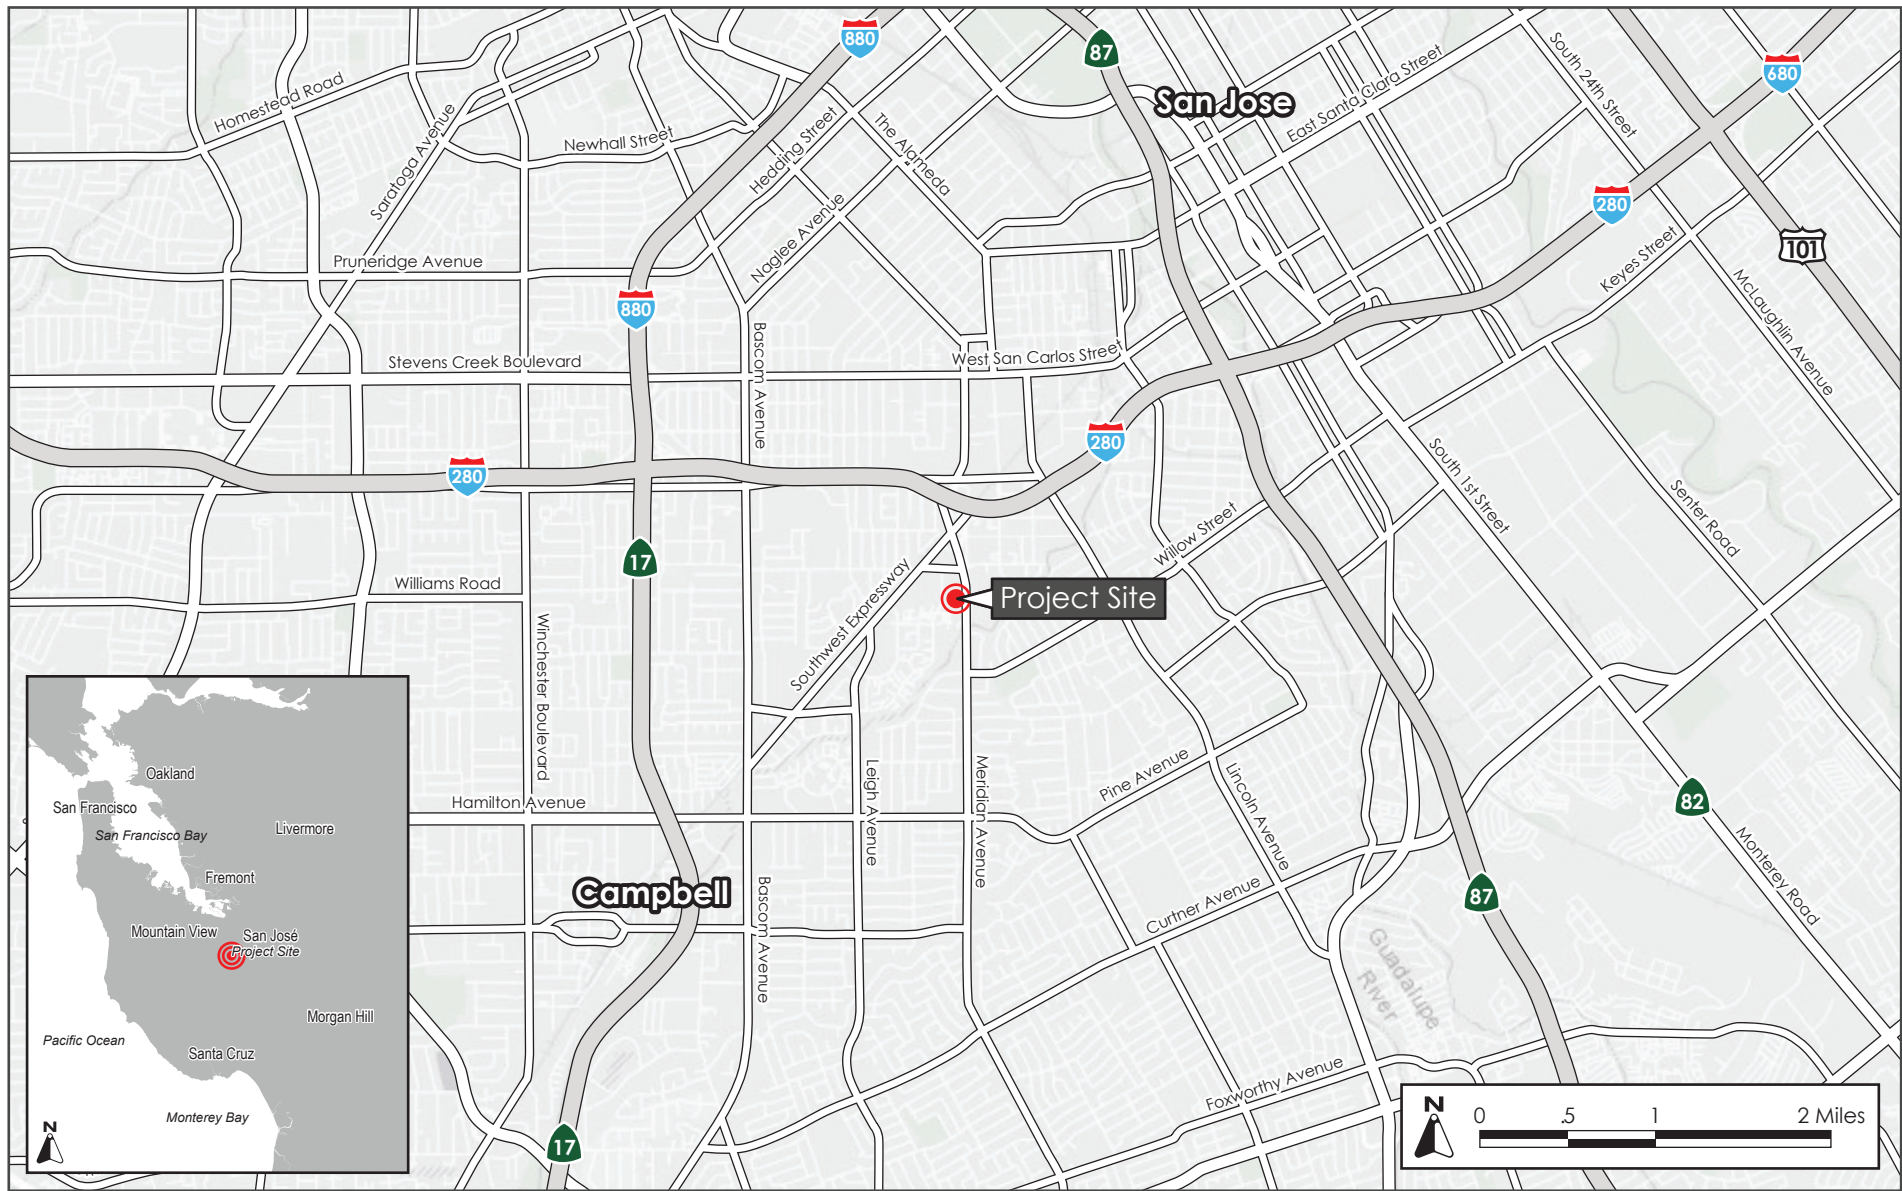 880
87
680
San Jose
South 24th Street
East Santa Clara Street
Homestead Road
Saratoga Avenue
Newhall Street
Hedding Street
The Alameda
280
101
Naglee Avenue
Keyes Street
Pruneridge Avenue
McLaughlin Avenue
880
Bascom Avenue
Stevens Creek Boulevard
West San Carlos Street
280
280
South 1st Street
Senter Road
Willow Street
17
Williams Road
Southwest Expressway
Project Site
Winchester Boulevard
Hamilton Avenue
Leigh Avenue
Meridian Avenue
Pine Avenue
Lincoln Avenue
82
Monterey Road
Campbell
Bascom Avenue
Curtner Avenue
87
Guadalupe
River
Foxworthy Avenue
17
Oakland
San Francisco
San Francisco Bay
Livermore
Fremont
Mountain View
San José
Project Site
Morgan Hill
Pacific Ocean
Santa Cruz
Monterey Bay
N
N
0 .5 1 2 Miles